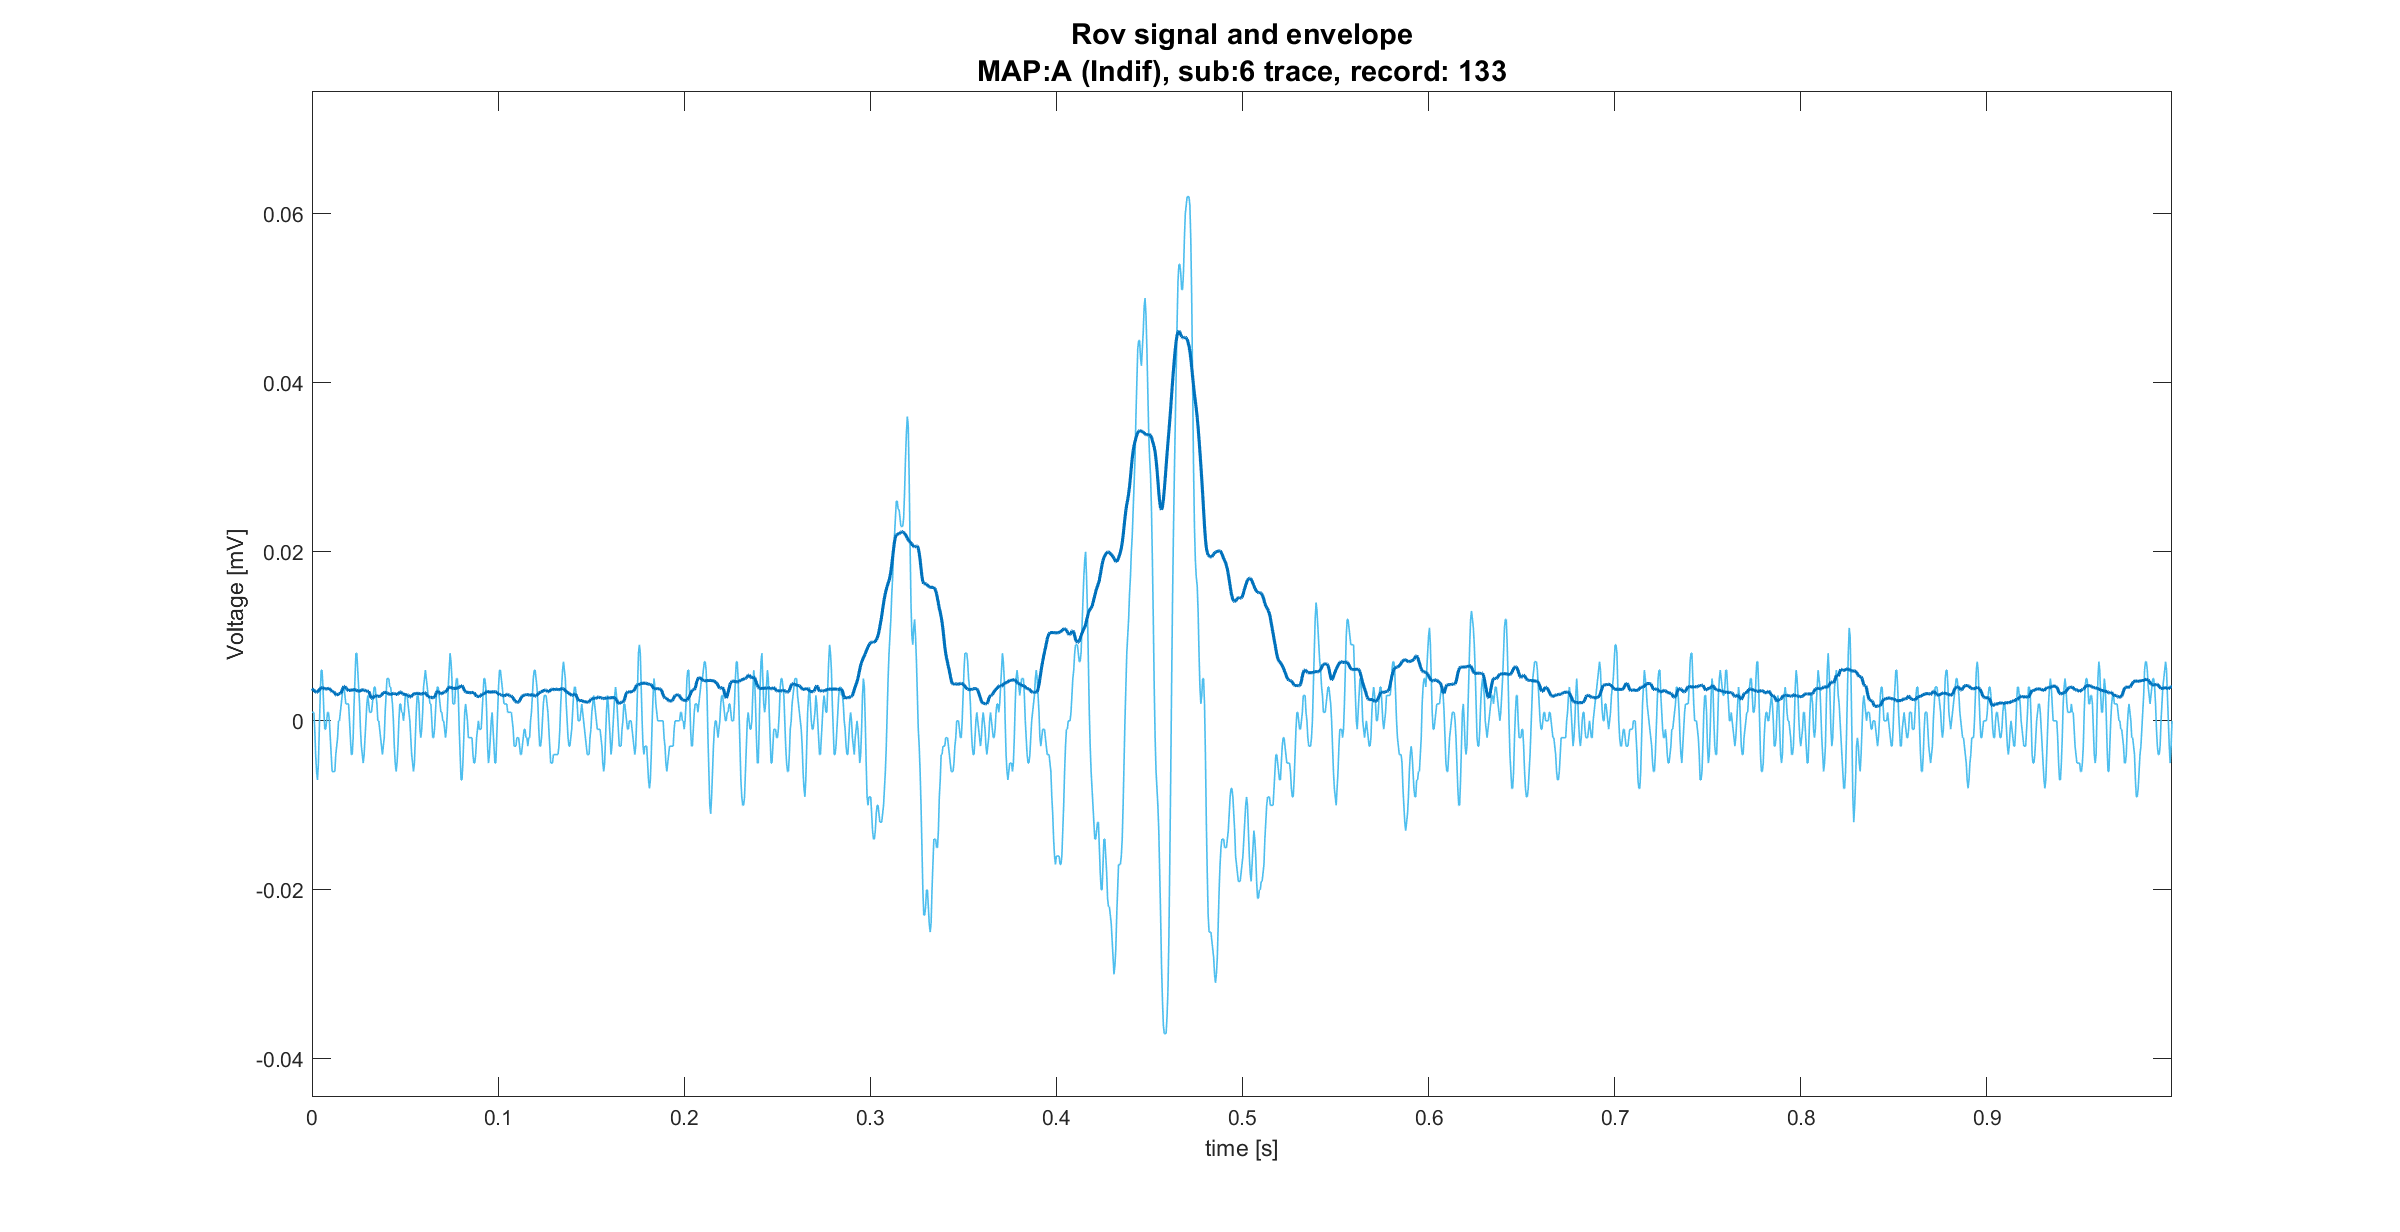 Rov signal and envelope
MAP:A (Indif), sub:6 trace, record: 133
Voltage [mV]
0.06
0.04
0.02
0
-0.02
-0.04
0 0.1 0.2 0.3 0.4 0.5 0.6 0.7 0.8 0.9
time [s]